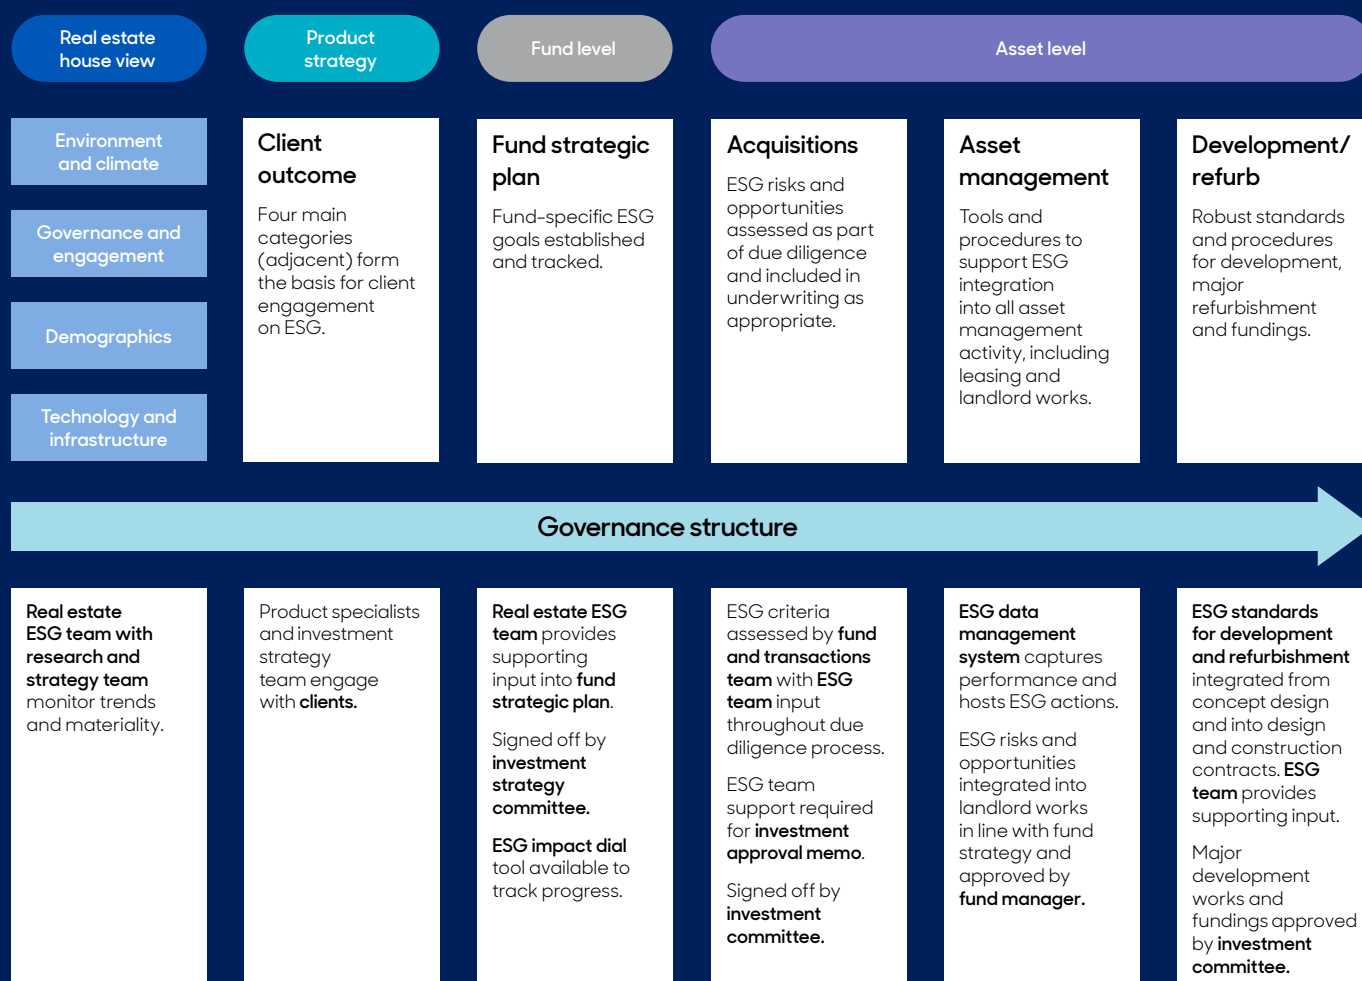 Real estate
house view
Product
strategy
Fund level
Asset level
Environment
and climate
Governance and
engagement
Demographics
Technology and
infrastructure
Client
outcome
Four main
categories
(adjacent) form
the basis for client
engagement
on ESG.
Fund strategic
plan
Fund-specific ESG
goals established
and tracked.
Acquisitions
ESG risks and
opportunities
assessed as part
of due diligence
and included in
underwriting as
appropriate.
Asset
management
Tools and
procedures to
support ESG
integration
into all asset
management
activity, including
leasing and
landlord works.
Development/
refurb
Robust standards
and procedures
for development,
major
refurbishment
and fundings.
Governance structure
Real estate
ESG team with
research and
strategy team
monitor trends
and materiality.
Product specialists
and investment
strategy
team engage
with clients.
Real estate ESG
team provides
supporting
input into fund
strategic plan.
Signed off by
investment
strategy
committee.
ESG impact dial
tool available to
track progress.
ESG criteria
assessed by fund
and transactions
team with ESG
team input
throughout due
diligence process.
ESG team
support required
for investment
approval memo.
Signed off by
investment
committee.
ESG data
management
system captures
performance and
hosts ESG actions.
ESG risks and
opportunities
integrated into
landlord works
in line with fund
strategy and
approved by
fund manager.
ESG standards
for development
and refurbishment
integrated from
concept design
and into design
and construction
contracts. ESG
team provides
supporting input.
Major
development
works and
fundings approved
by investment
committee.